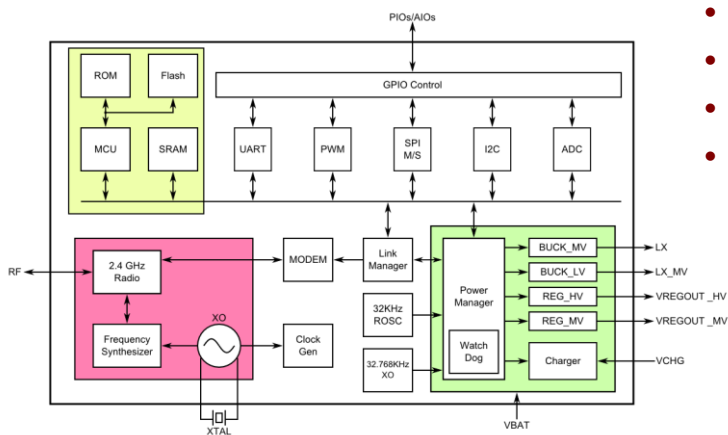 PIOs/AIOs
ROM
Flash
GPIO Control
MCU
SRAM
UART
PWM
SPI
M/S
I2C
ADC
RF
2.4 GHz
Radio
MODEM
Link
Manager
Power
Manager
BUCK_MV
LX
BUCK_LV
LX_MV
REG_HV
VREGOUT _HV
REG_MV
VREGOUT _MV
32KHz
ROSC
XO
Frequency
Synthesizer
Clock
Gen
Watch
Dog
Charger
VCHG
32.768KHz
XO
XTAL
VBAT